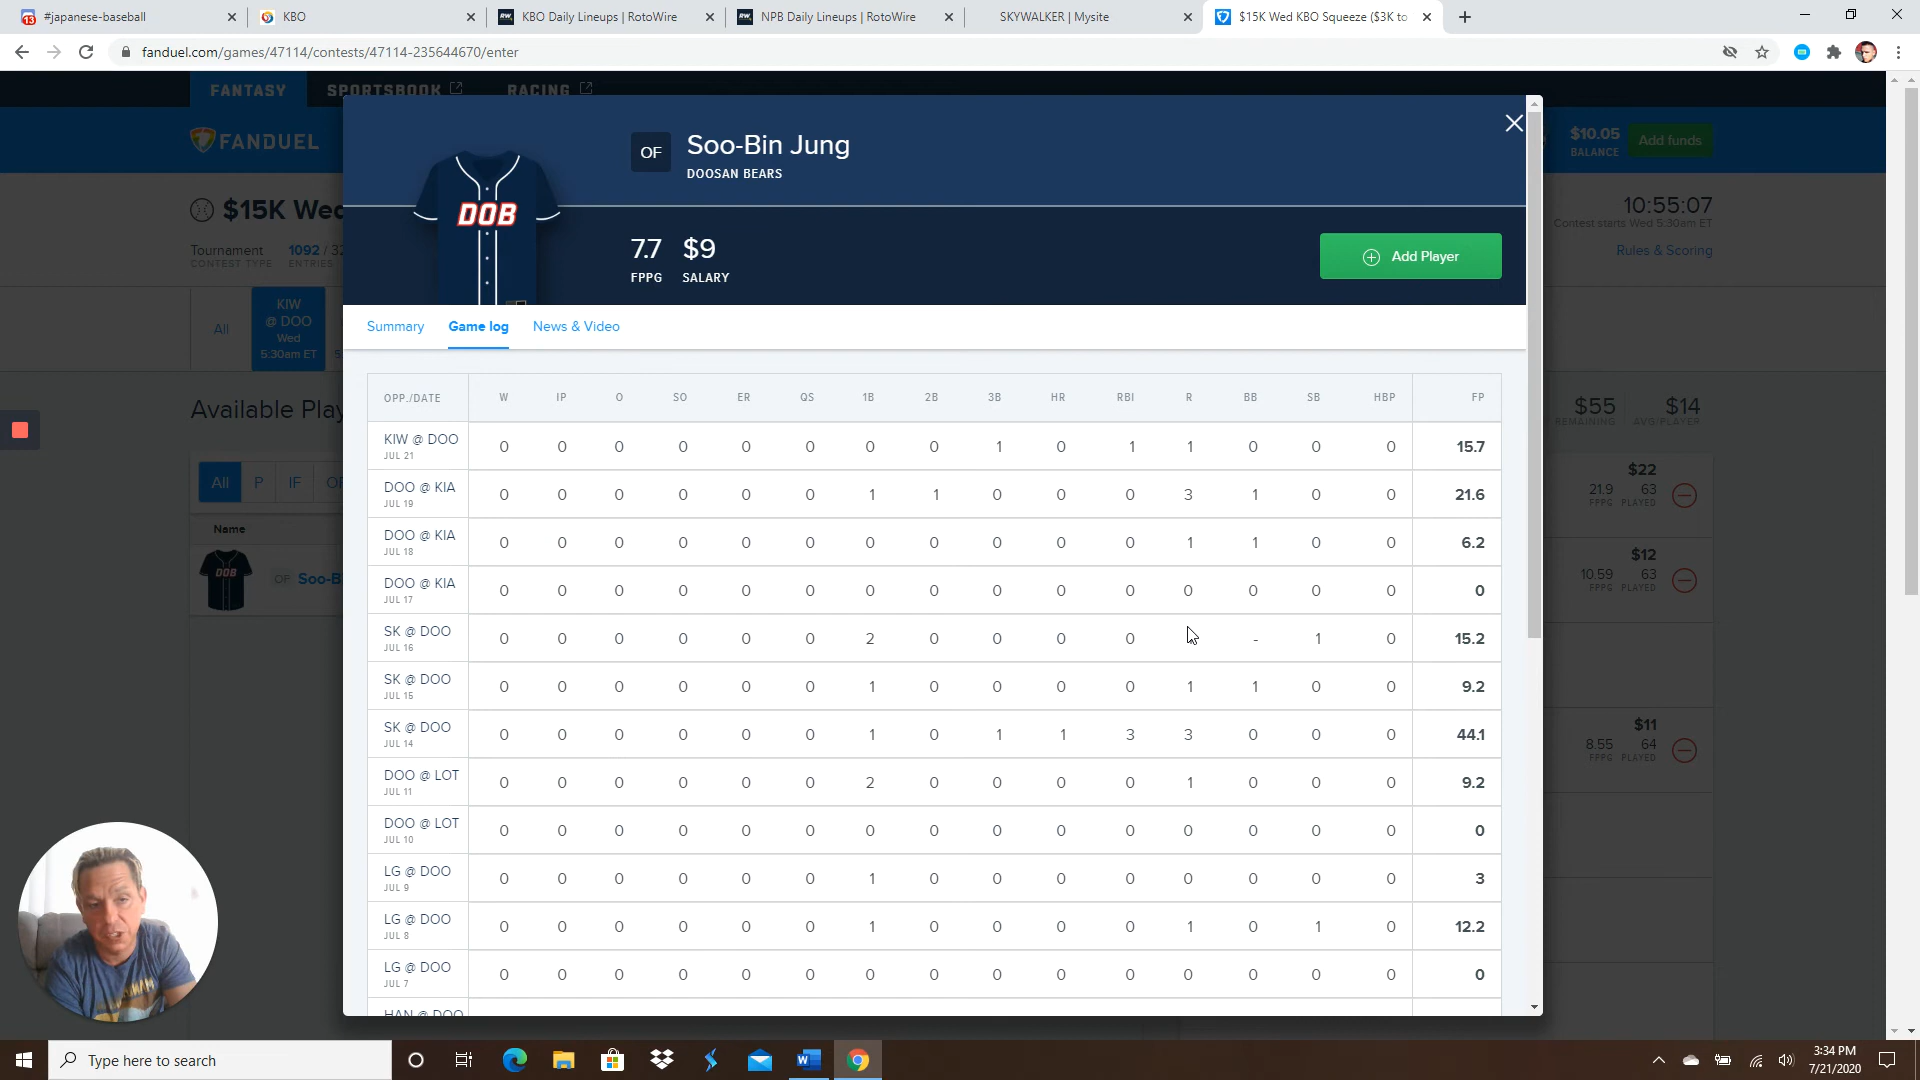 13 #japanese-baseball
KBO
KBO Daily Lineups | RotoWire
NPB Daily Lineups | RotoWire
SKYWALKER | Mysite
$15K Wed KBO Squeeze ($3K to
fanduel.com/games/47114/contests/47114-235644670/enter
FANTASY SPORTSBOOK RACING
FANDUEL
$10.05 BALANCE Add funds
$15K Wed
Tournament CONTEST TYPE
1092 / 32 ENTRIES
10:55:07
Contest starts Wed 5:30am ET
Rules & Scoring
All
KIW
@ DOO
Wed
5:30am ET
Available Play
All P IF OF
Name
DOB OF Soo-B
$55 REMAINING
$14 AVG/PLAYER
$22
21.9 FPPG 63 PLAYED
$12
10.59 FPPG 63 PLAYED
$11
8.55 FPPG 64 PLAYED
DOB
OF Soo-Bin Jung
DOOSAN BEARS
7.7 $9
FPPG SALARY
Add Player
Summary Game log News & Video
OPP./DATE W IP O SO ER QS 1B 2B 3B HR RBI R BB SB HBP FP
KIW @ DOO JUL 21 0 0 0 0 0 0 0 0 1 0 1 1 0 0 0 15.7
DOO @ KIA JUL 19 0 0 0 0 0 0 1 1 0 0 0 3 1 0 0 21.6
DOO @ KIA JUL 18 0 0 0 0 0 0 0 0 0 0 0 1 1 0 0 6.2
DOO @ KIA JUL 17 0 0 0 0 0 0 0 0 0 0 0 0 0 0 0 0
SK @ DOO JUL 16 0 0 0 0 0 0 2 0 0 0 0 - 1 0 15.2
SK @ DOO JUL 15 0 0 0 0 0 0 1 0 0 0 0 1 1 0 0 9.2
SK @ DOO JUL 14 0 0 0 0 0 0 1 0 1 1 3 3 0 0 0 44.1
DOO @ LOT JUL 11 0 0 0 0 0 0 2 0 0 0 0 1 0 0 0 9.2
DOO @ LOT JUL 10 0 0 0 0 0 0 0 0 0 0 0 0 0 0 0 0
LG @ DOO JUL 9 0 0 0 0 0 0 1 0 0 0 0 0 0 0 0 3
LG @ DOO JUL 8 0 0 0 0 0 0 1 0 0 0 0 1 0 1 0 12.2
LG @ DOO JUL 7 0 0 0 0 0 0 0 0 0 0 0 0 0 0 0 0
HAN @ DOO
Type here to search
3:34 PM
7/21/2020